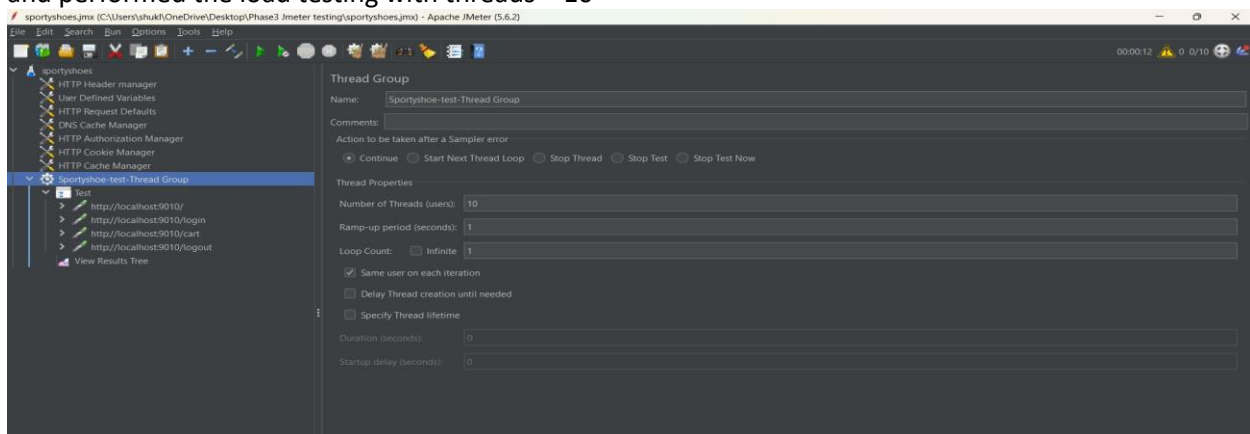 and performed the load testing with threads = 10
sportyshoes.jmx (C:\Users\shukl\OneDrive\Desktop\Phase3 Jmeter testing\sportyshoes.jmx) - Apache JMeter (5.6.2)
File Edit Search Run Options Tools Help
00:00:12 0 0/10
sportyshoes
HTTP Header manager
User Defined Variables
HTTP Request Defaults
DNS Cache Manager
HTTP Authorization Manager
HTTP Cookie Manager
HTTP Cache Manager
Sportyshoe-test-Thread Group
Test
http://localhost:9010/
http://localhost:9010/login
http://localhost:9010/cart
http://localhost:9010/logout
View Results Tree
Thread Group
Name: Sportyshoe-test-Thread Group
Comments:
Action to be taken after a Sampler error
Continue Start Next Thread Loop Stop Thread Stop Test Stop Test Now
Thread Properties
Number of Threads (users): 10
Ramp-up period (seconds): 1
Loop Count: Infinite 1
Same user on each iteration
Delay Thread creation until needed
Specify Thread lifetime
Duration (seconds): 0
Startup delay (seconds): 0